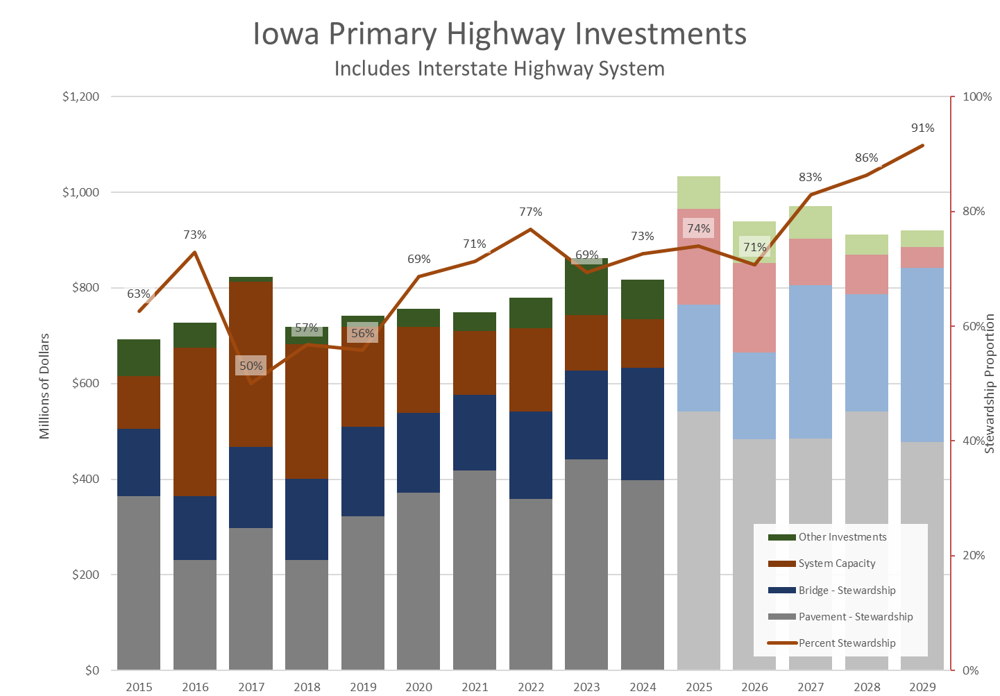 Iowa Primary Highway Investments
Includes Interstate Highway System
$1,200
$1,000
$800
$600
$400
$200
$0
Millions of Dollars
63%
73%
50%
57%
56%
69%
71%
77%
69%
73%
74%
71%
83%
86%
91%
100%
80%
60%
40%
20%
0%
Stewardship Proportion
Other Investments
System Capacity
Bridge - Stewardship
Pavement - Stewardship
Percent Stewardship
2015 2016 2017 2018 2019 2020 2021 2022 2023 2024 2025 2026 2027 2028 2029